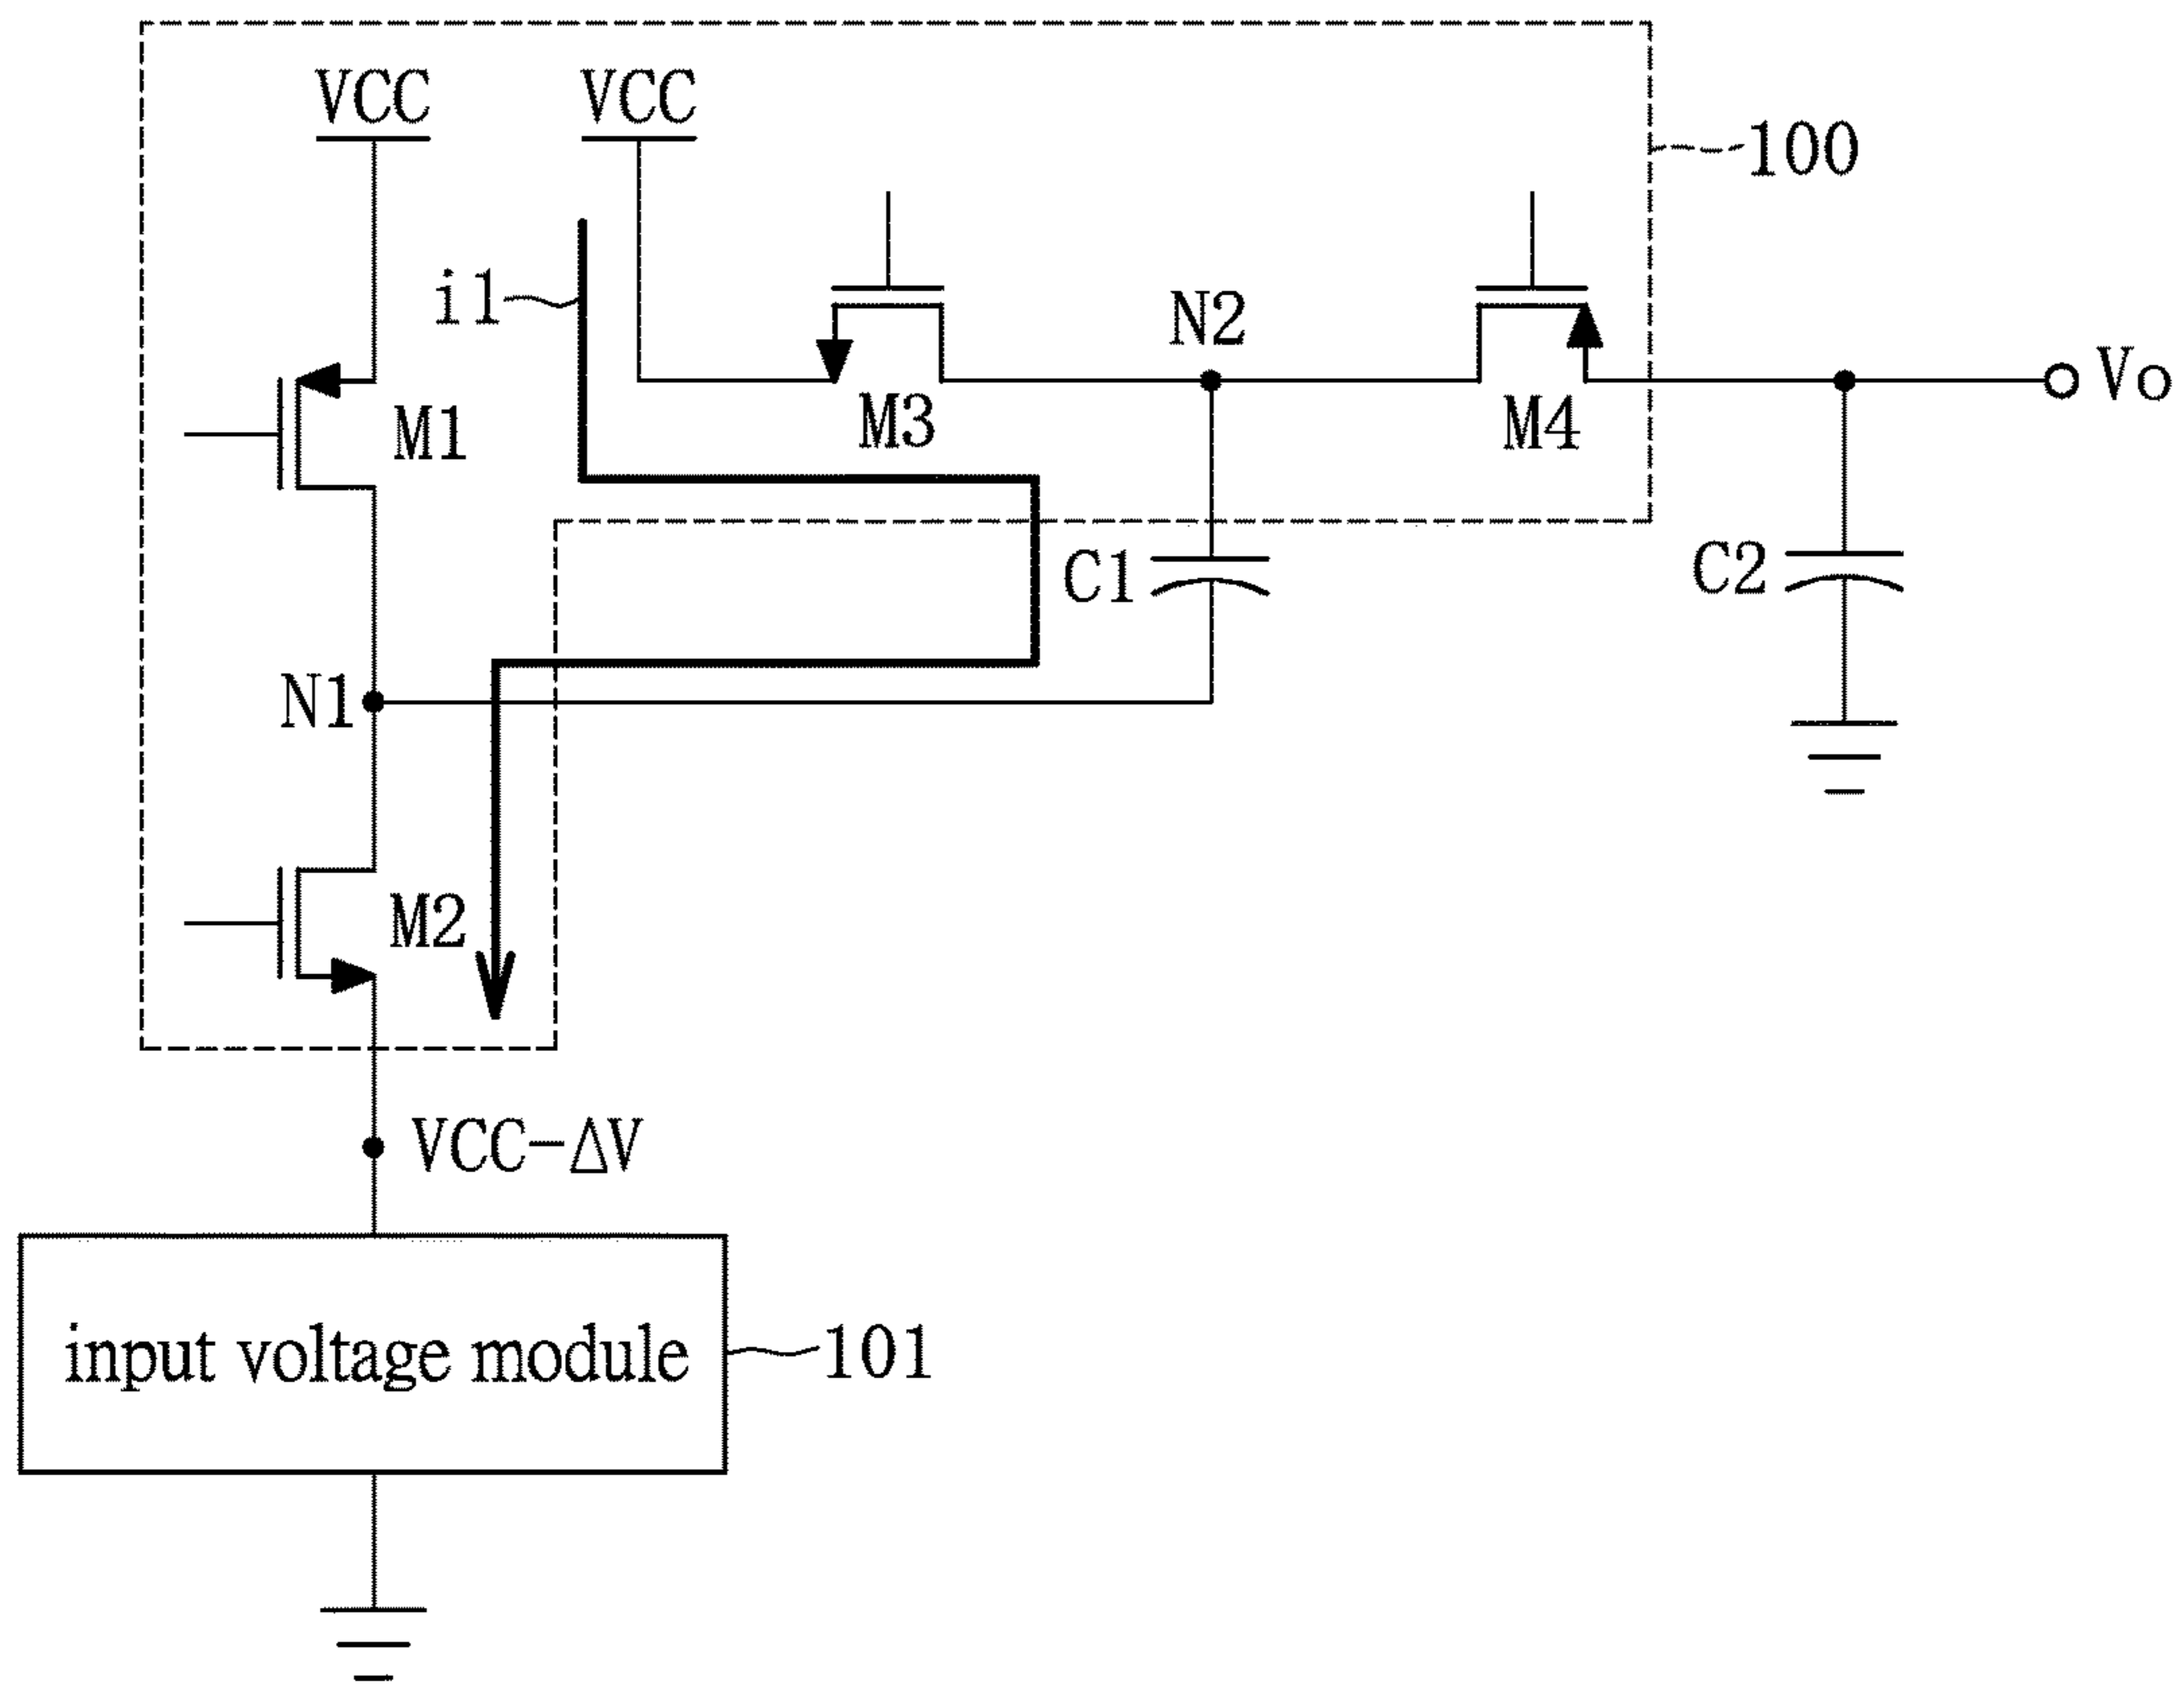 VCC
VCC
100
i1
N2
Vo
M1
M3
M4
C1
C2
N1
M2
VCC-ΔV
input voltage module
101